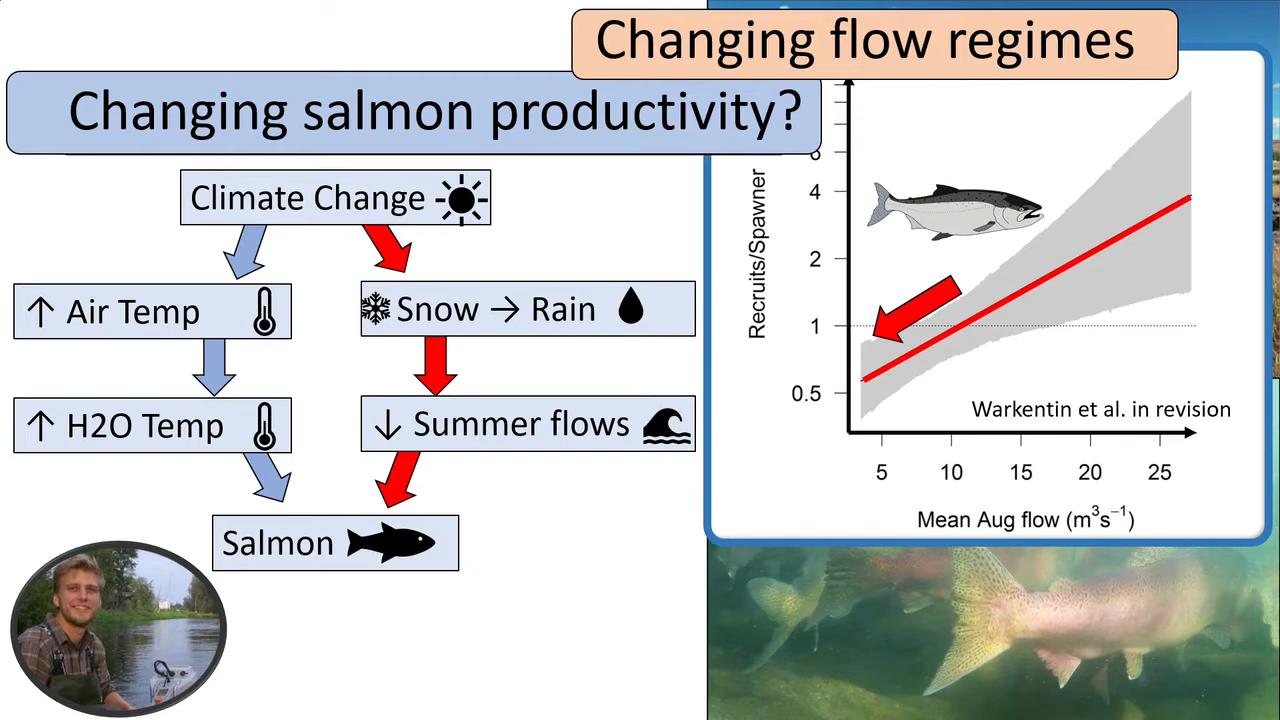 Changing flow regimes
Changing salmon productivity?
Climate Change
↑ Air Temp
Snow → Rain
↑ H2O Temp
↓ Summer flows
Salmon
Recruits/Spawner
4
2
1
0.5
Warkentin et al. in revision
5 10 15 20 25
Mean Aug flow (m³s⁻¹)